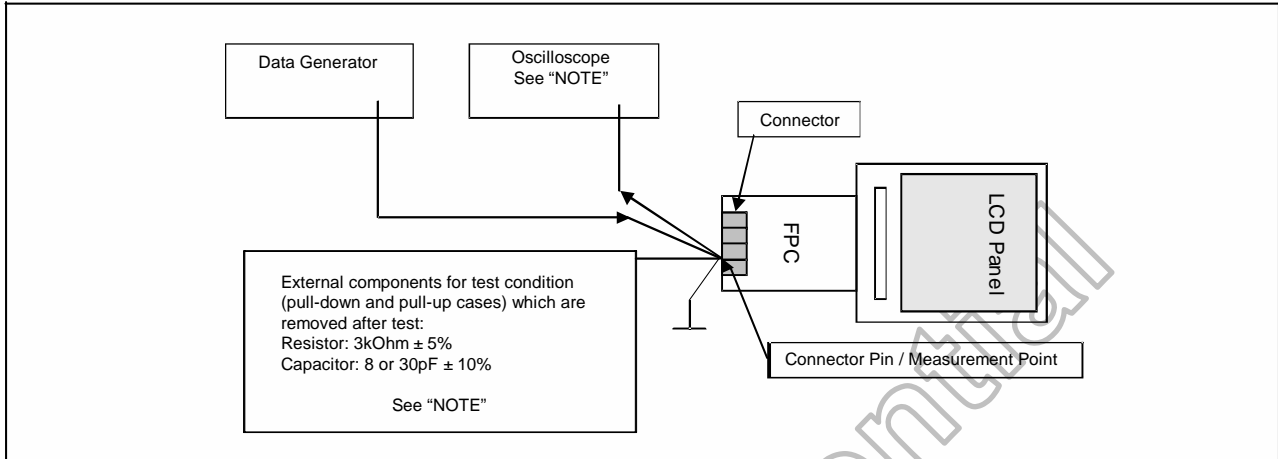 Data Generator
Oscilloscope
See “NOTE”
Connector
FPC
LCD Panel
External components for test condition
(pull-down and pull-up cases) which are
removed after test:
Resistor: 3kOhm ± 5%
Capacitor: 8 or 30pF ± 10%
See “NOTE”
Connector Pin / Measurement Point